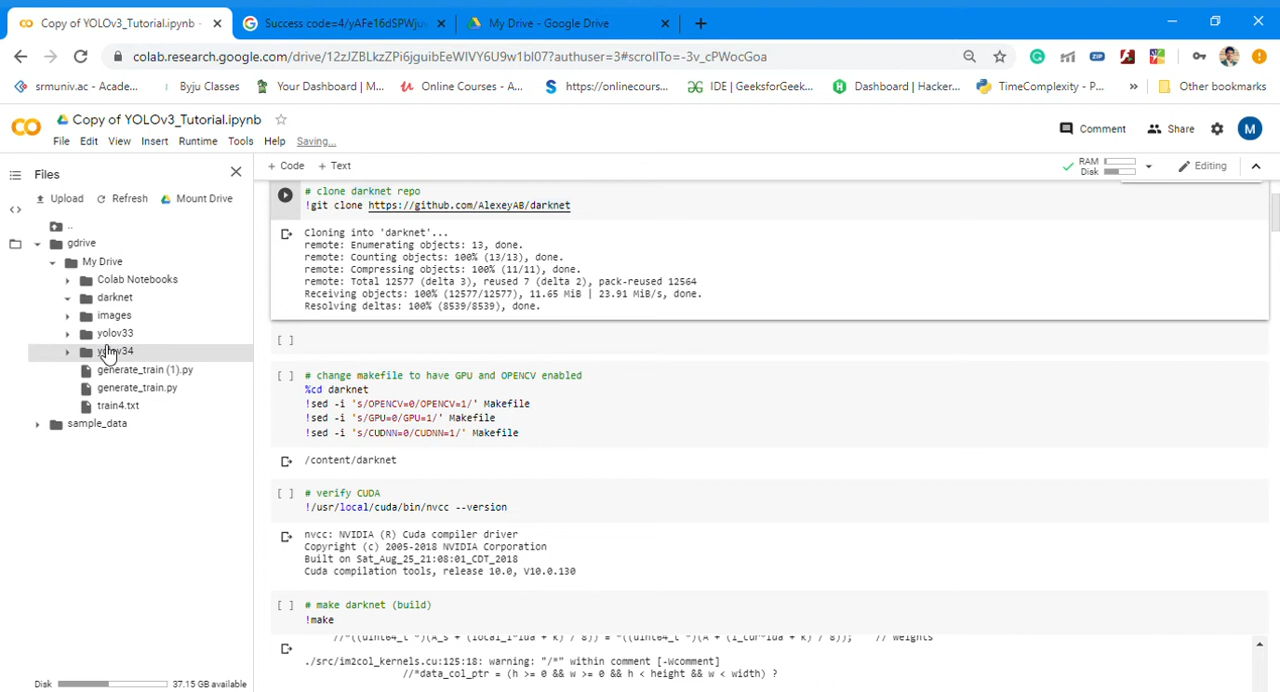 Copy of YOLOv3_Tutorial.ipynb -
Success code=4/yAFe16dSPWju
My Drive - Google Drive
colab.research.google.com/drive/12zJZBLkzZPi6jguibEeWIVY6U9w1bl07?authuser=3#scrollTo=-3v_cPWocGoa
srmuniv.ac - Acade...
Byju Classes
Your Dashboard | M...
Online Courses - A...
https://onlinecours...
IDE | GeeksforGeek...
Dashboard | Hacker...
TimeComplexity - P...
»
Other bookmarks
CO
Copy of YOLOv3_Tutorial.ipynb
File Edit View Insert Runtime Tools Help Saving...
Comment
Share
M
Files
+ Code + Text
RAM
Disk
Editing
Upload Refresh Mount Drive
..
gdrive
My Drive
Colab Notebooks
darknet
images
yolov33
generate_train (1).py
generate_train.py
train4.txt
sample_data
Disk 37.15 GB available
# clone darknet repo
!git clone https://github.com/AlexeyAB/darknet
Cloning into 'darknet'...
remote: Enumerating objects: 13, done.
remote: Counting objects: 100% (13/13), done.
remote: Compressing objects: 100% (11/11), done.
remote: Total 12577 (delta 3), reused 7 (delta 2), pack-reused 12564
Receiving objects: 100% (12577/12577), 11.65 MiB | 23.91 MiB/s, done.
Resolving deltas: 100% (8539/8539), done.
[ ]
[ ] # change makefile to have GPU and OPENCV enabled
%cd darknet
!sed -i 's/OPENCV=0/OPENCV=1/' Makefile
!sed -i 's/GPU=0/GPU=1/' Makefile
!sed -i 's/CUDNN=0/CUDNN=1/' Makefile
/content/darknet
[ ] # verify CUDA
!/usr/local/cuda/bin/nvcc --version
nvcc: NVIDIA (R) Cuda compiler driver
Copyright (c) 2005-2018 NVIDIA Corporation
Built on Sat_Aug_25_21:08:01_CDT_2018
Cuda compilation tools, release 10.0, V10.0.130
[ ] # make darknet (build)
!make
./src/im2col_kernels.cu:125:18: warning: "/*" within comment [-Wcomment]
//*data_col_ptr = (h >= 0 && w >= 0 && h < height && w < width) ?